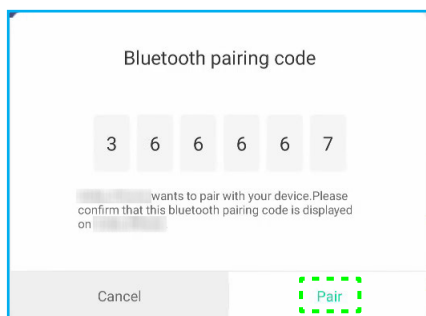 Bluetooth pairing code
3 6 6 6 6 7
wants to pair with your device.Please
confirm that this bluetooth pairing code is displayed
on
Cancel Pair